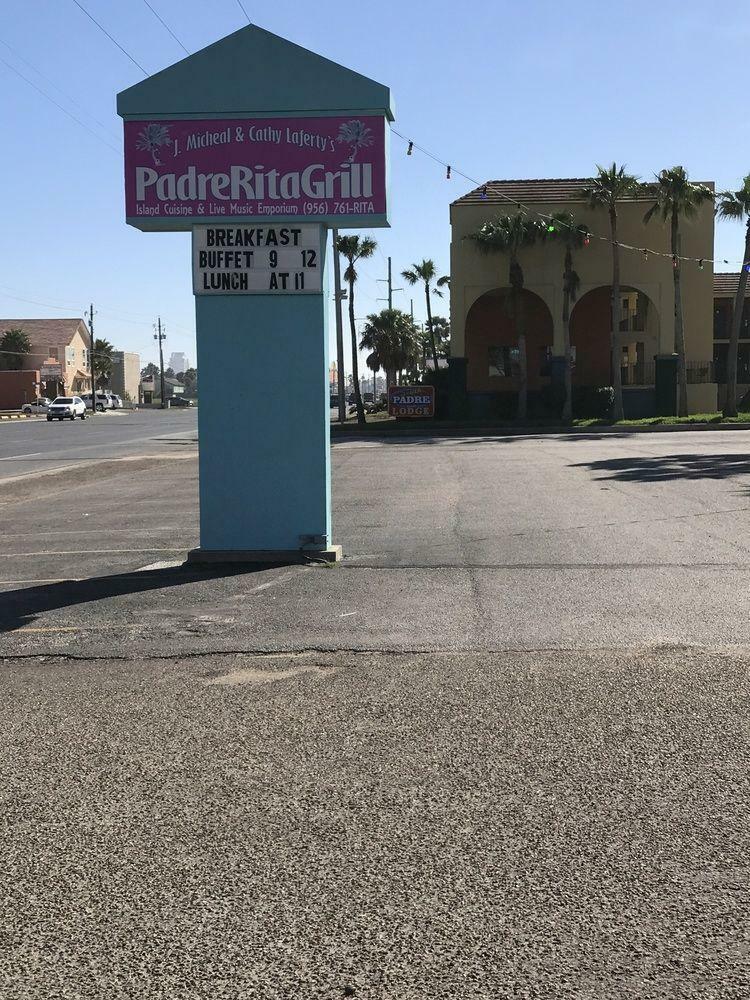 J. Micheal & Cathy Laferty's
PadreRitaGrill
Island Cuisine & Live Music Emporium (956) 761-RITA
BREAKFAST
BUFFET 9 12
LUNCH AT 11
PADRE
LODGE